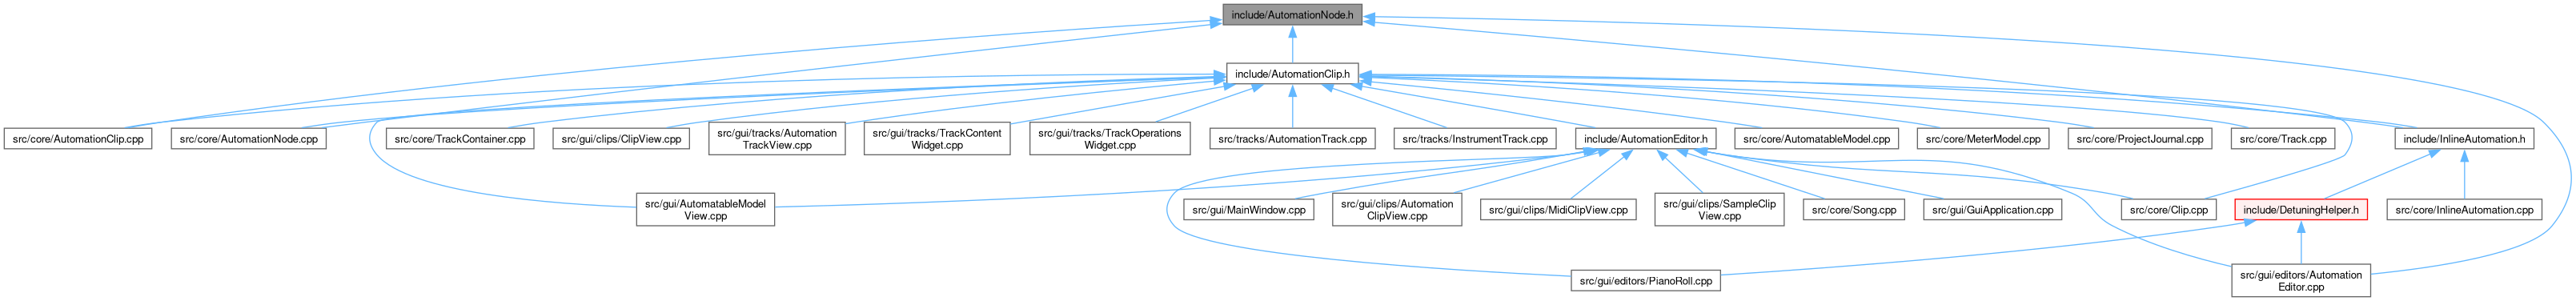 include/AutomationNode.h
include/AutomationClip.h
src/core/AutomationClip.cpp
src/core/AutomationNode.cpp
src/core/TrackContainer.cpp
src/gui/clips/ClipView.cpp
src/gui/tracks/Automation
TrackView.cpp
src/gui/tracks/TrackContent
Widget.cpp
src/gui/tracks/TrackOperations
Widget.cpp
src/tracks/AutomationTrack.cpp
src/tracks/InstrumentTrack.cpp
include/AutomationEditor.h
src/core/AutomatableModel.cpp
src/core/MeterModel.cpp
src/core/ProjectJournal.cpp
src/core/Track.cpp
include/InlineAutomation.h
src/gui/AutomatableModel
View.cpp
src/gui/MainWindow.cpp
src/gui/clips/Automation
ClipView.cpp
src/gui/clips/MidiClipView.cpp
src/gui/clips/SampleClip
View.cpp
src/core/Song.cpp
src/gui/GuiApplication.cpp
src/core/Clip.cpp
include/DetuningHelper.h
src/core/InlineAutomation.cpp
src/gui/editors/PianoRoll.cpp
src/gui/editors/Automation
Editor.cpp